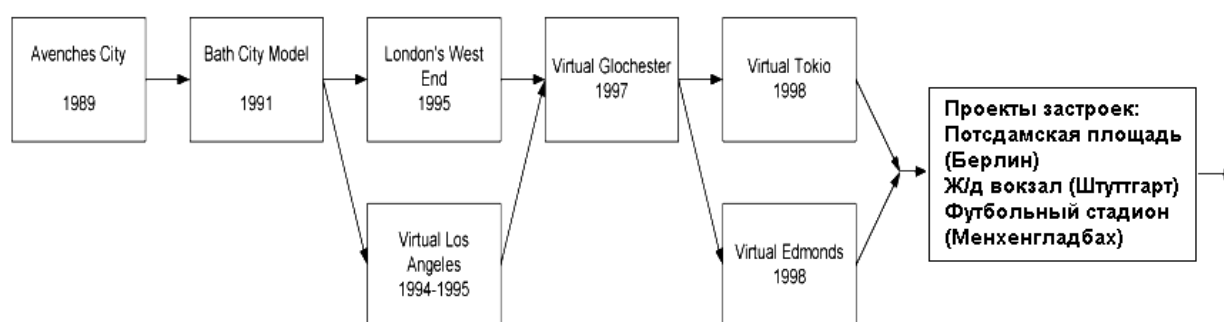 Avenches City
1989
Bath City Model
1991
London's West
End
1995
Virtual Los
Angeles
1994-1995
Virtual Glochester
1997
Virtual Tokio
1998
Virtual Edmonds
1998
Проекты застроек:
Потсдамская площадь
(Берлин)
Ж/д вокзал (Штуттгарт)
Футбольный стадион
(Менхенгладбах)